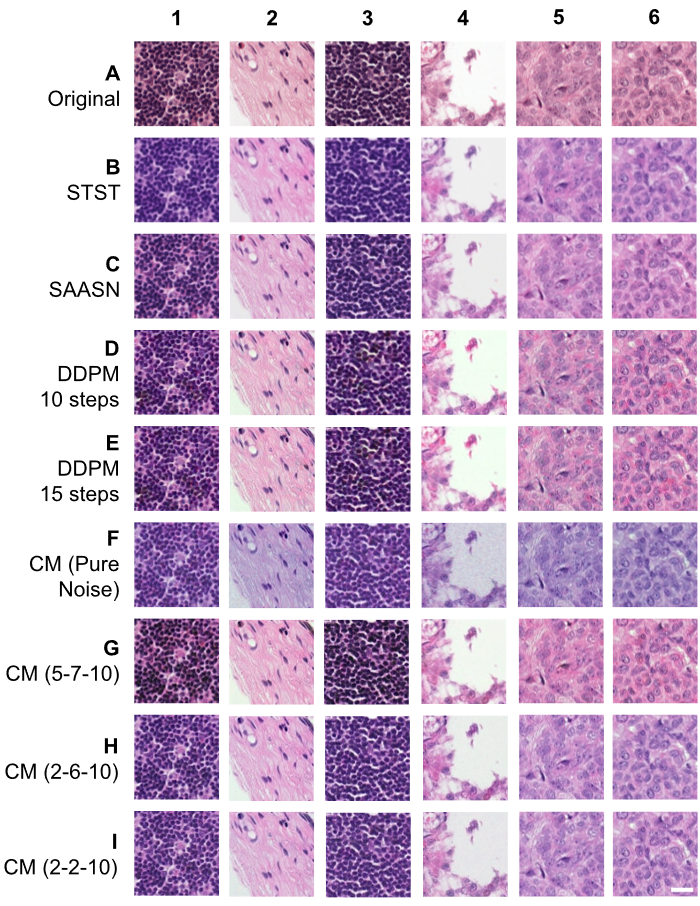 1 2 3 4 5 6
A
Original
B
STST
C
SAASN
D
DDPM
10 steps
E
DDPM
15 steps
F
CM (Pure
Noise)
G
CM (5-7-10)
H
CM (2-6-10)
I
CM (2-2-10)